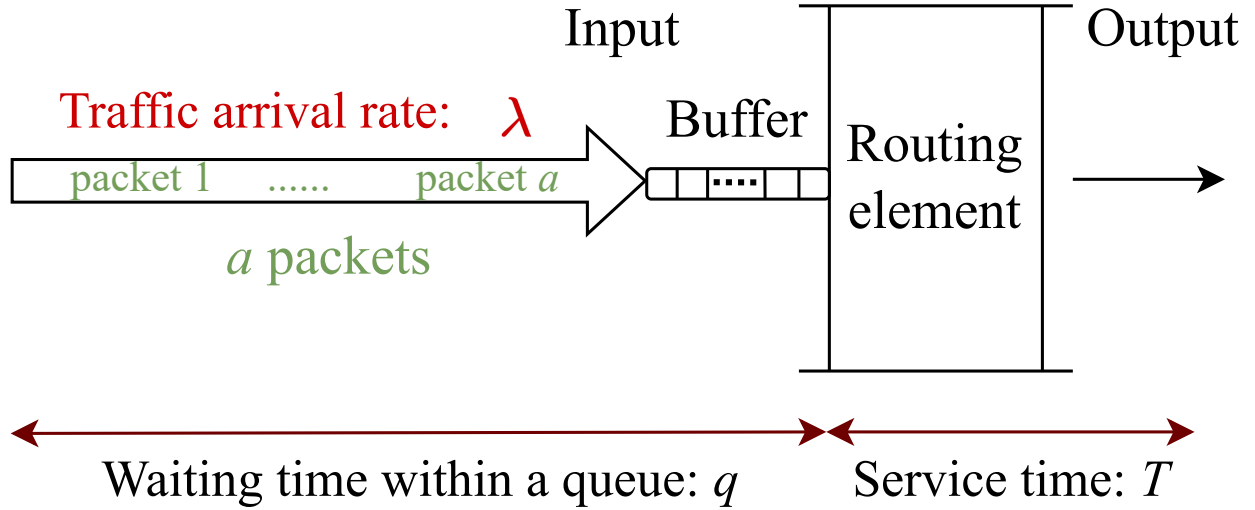 Input
Output
Traffic arrival rate: λ
Buffer
Routing
element
packet 1 ...... packet a
a packets
Waiting time within a queue: q
Service time: T